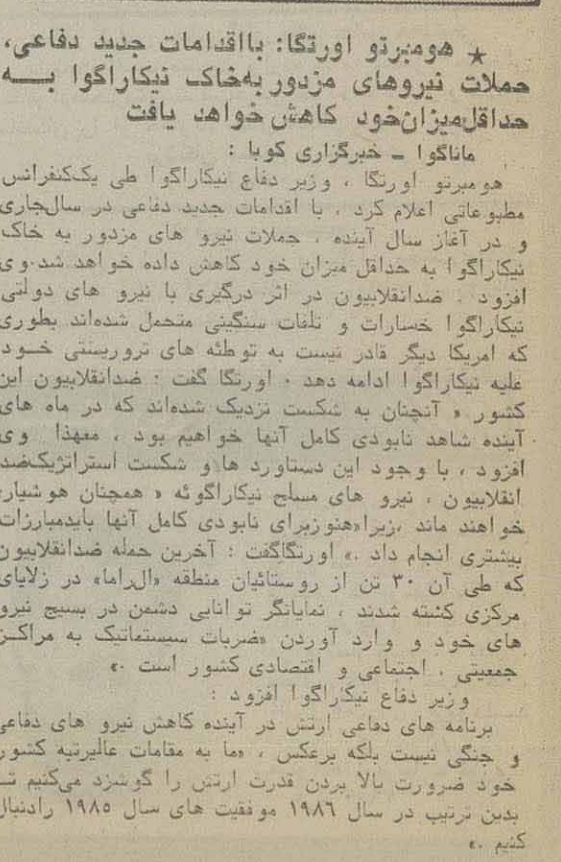 ★ هومبرتو اورتگا: بااقدامات جدید دفاعی،
حملات نیروهای مزدور به‌خاک نیکاراگوا بــه
حداقل‌میزان‌خود کاهش خواهد یافت
ماناگوا ـ خبرگزاری کوبا :
هومبرتو اورتگا ، وزیر دفاع نیکاراگوا طی یک‌کنفرانس
مطبوعاتی اعلام کرد ، با اقدامات جدید دفاعی در سال‌جاری
و در آغاز سال آینده ، حملات نیرو های مزدور به خاک
نیکاراگوا به حداقل میزان خود کاهش داده خواهد شد.وی
افزود : ضدانقلابیون در اثر درگیری با نیرو های دولتی
نیکاراگوا خسارات و تلفات سنگینی متحمل شده‌اند بطوری
که امریکا دیگر قادر نیست به توطئه های تروریستی خــود
علیه نیکاراگوا ادامه دهد . اورتگا گفت : ضدانقلابیون این
کشور « آنچنان به شکست نزدیک شده‌اند که در ماه های
آینده شاهد نابودی کامل آنها خواهیم بود ، معهذا وی
افزود ، با وجود این دستاورد ها و شکست استراتژیک‌ضد
انقلابیون ، نیرو های مسلح نیکاراگوئه « همچنان هوشیار
خواهند ماند ،زیرا«هنوزبرای نابودی کامل آنها بایدمبارزات
بیشتری انجام داد .» اورتگاگفت : آخرین حمله ضدانقلابیون
که طی آن ۳۰ تن از روستائیان منطقه «ال‌راما» در زلایای
مرکزی کشته شدند ، نمایانگر توانایی دشمن در بسیج نیرو
های خود و وارد آوردن «ضربات سیستماتیک به مراکــز
جمعیتی ، اجتماعی و اقتصادی کشور است .»
وزیر دفاع نیکاراگوا افزود :
برنامه های دفاعی ارتش در آینده کاهش نیرو های دفاعی
و جنگی نیست بلکه برعکس ، «ما به مقامات عالیرتبه کشور
خود ضرورت بالا بردن قدرت ارتش را گوشزد می‌کنیم تــ
بدین ترتیب در سال ۱۹۸۶ موفقیت های سال ۱۹۸۵ رادنبال
کنیم .»